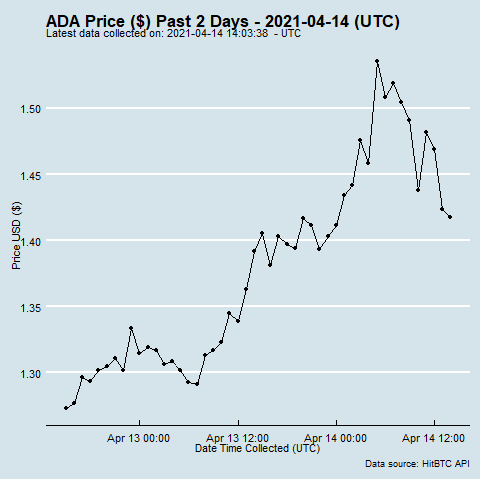 ADA Price ($) Past 2 Days - 2021-04-14 (UTC)
Latest data collected on: 2021-04-14 14:03:38 - UTC
1.50
1.45
1.40
1.35
1.30
Price USD ($)
Apr 13 00:00 Apr 13 12:00 Apr 14 00:00 Apr 14 12:00
Date Time Collected (UTC)
Data source: HitBTC API